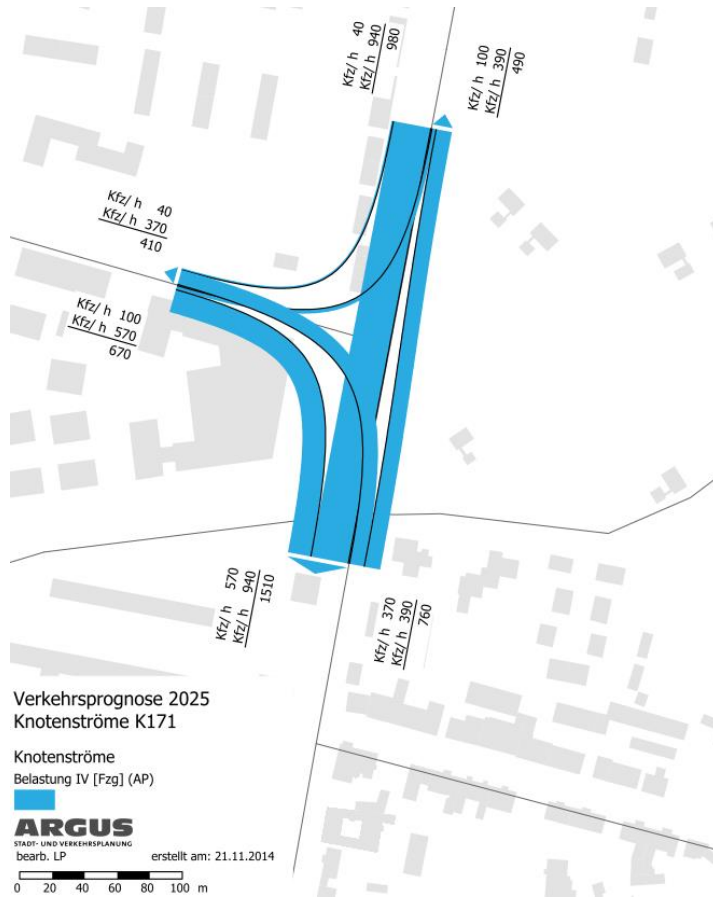 Kfz/ h 40
Kfz/ h 940
980
Kfz/ h 100
Kfz/ h 390
490
Kfz/ h 40
Kfz/ h 370
410
Kfz/ h 100
Kfz/ h 570
670
Kfz/ h 570
Kfz/ h 940
1510
Kfz/ h 370
Kfz/ h 390
760
Verkehrsprognose 2025
Knotenströme K171
Knotenströme
Belastung IV [Fzg] (AP)
ARGUS
STADT- UND VERKEHRSPLANUNG
bearb. LP erstellt am: 21.11.2014
0 20 40 60 80 100 m